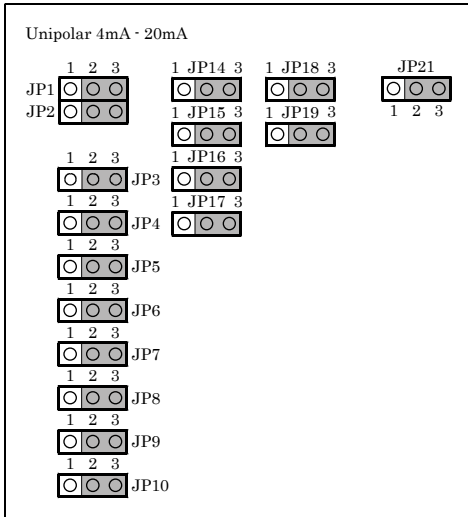 Unipolar 4mA - 20mA
1 2 3
JP1
JP2
1 JP14 3
1 JP15 3
1 JP16 3
1 JP17 3
1 JP18 3
1 JP19 3
JP21
1 2 3
1 2 3
JP3
1 2 3
JP4
1 2 3
JP5
1 2 3
JP6
1 2 3
JP7
1 2 3
JP8
1 2 3
JP9
1 2 3
JP10